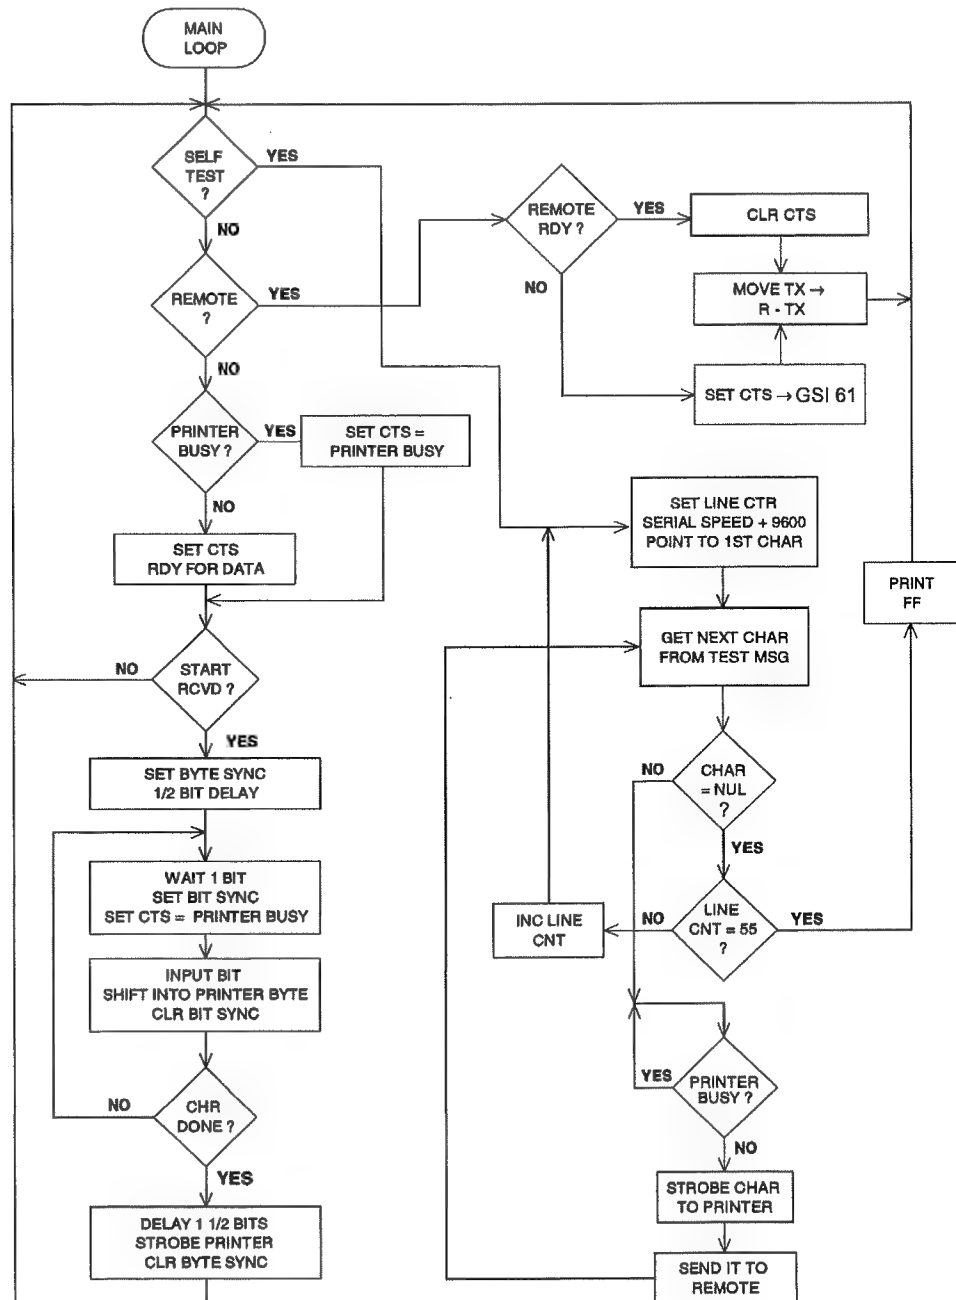 MAIN
LOOP
SELF
TEST
?
YES
NO
REMOTE
?
YES
NO
REMOTE
RDY ?
YES
NO
CLR CTS
MOVE TX →
R - TX
SET CTS → GSI 61
PRINTER
BUSY ?
YES
NO
SET CTS =
PRINTER BUSY
SET CTS
RDY FOR DATA
START
RCVD ?
NO
YES
SET BYTE SYNC
1/2 BIT DELAY
WAIT 1 BIT
SET BIT SYNC
SET CTS = PRINTER BUSY
INPUT BIT
SHIFT INTO PRINTER BYTE
CLR BIT SYNC
CHR
DONE ?
NO
YES
DELAY 1 1/2 BITS
STROBE PRINTER
CLR BYTE SYNC
SET LINE CTR
SERIAL SPEED + 9600
POINT TO 1ST CHAR
GET NEXT CHAR
FROM TEST MSG
CHAR
= NUL
?
NO
YES
LINE
CNT = 55
?
NO
YES
INC LINE
CNT
PRINT
FF
PRINTER
BUSY ?
YES
NO
STROBE CHAR
TO PRINTER
SEND IT TO
REMOTE